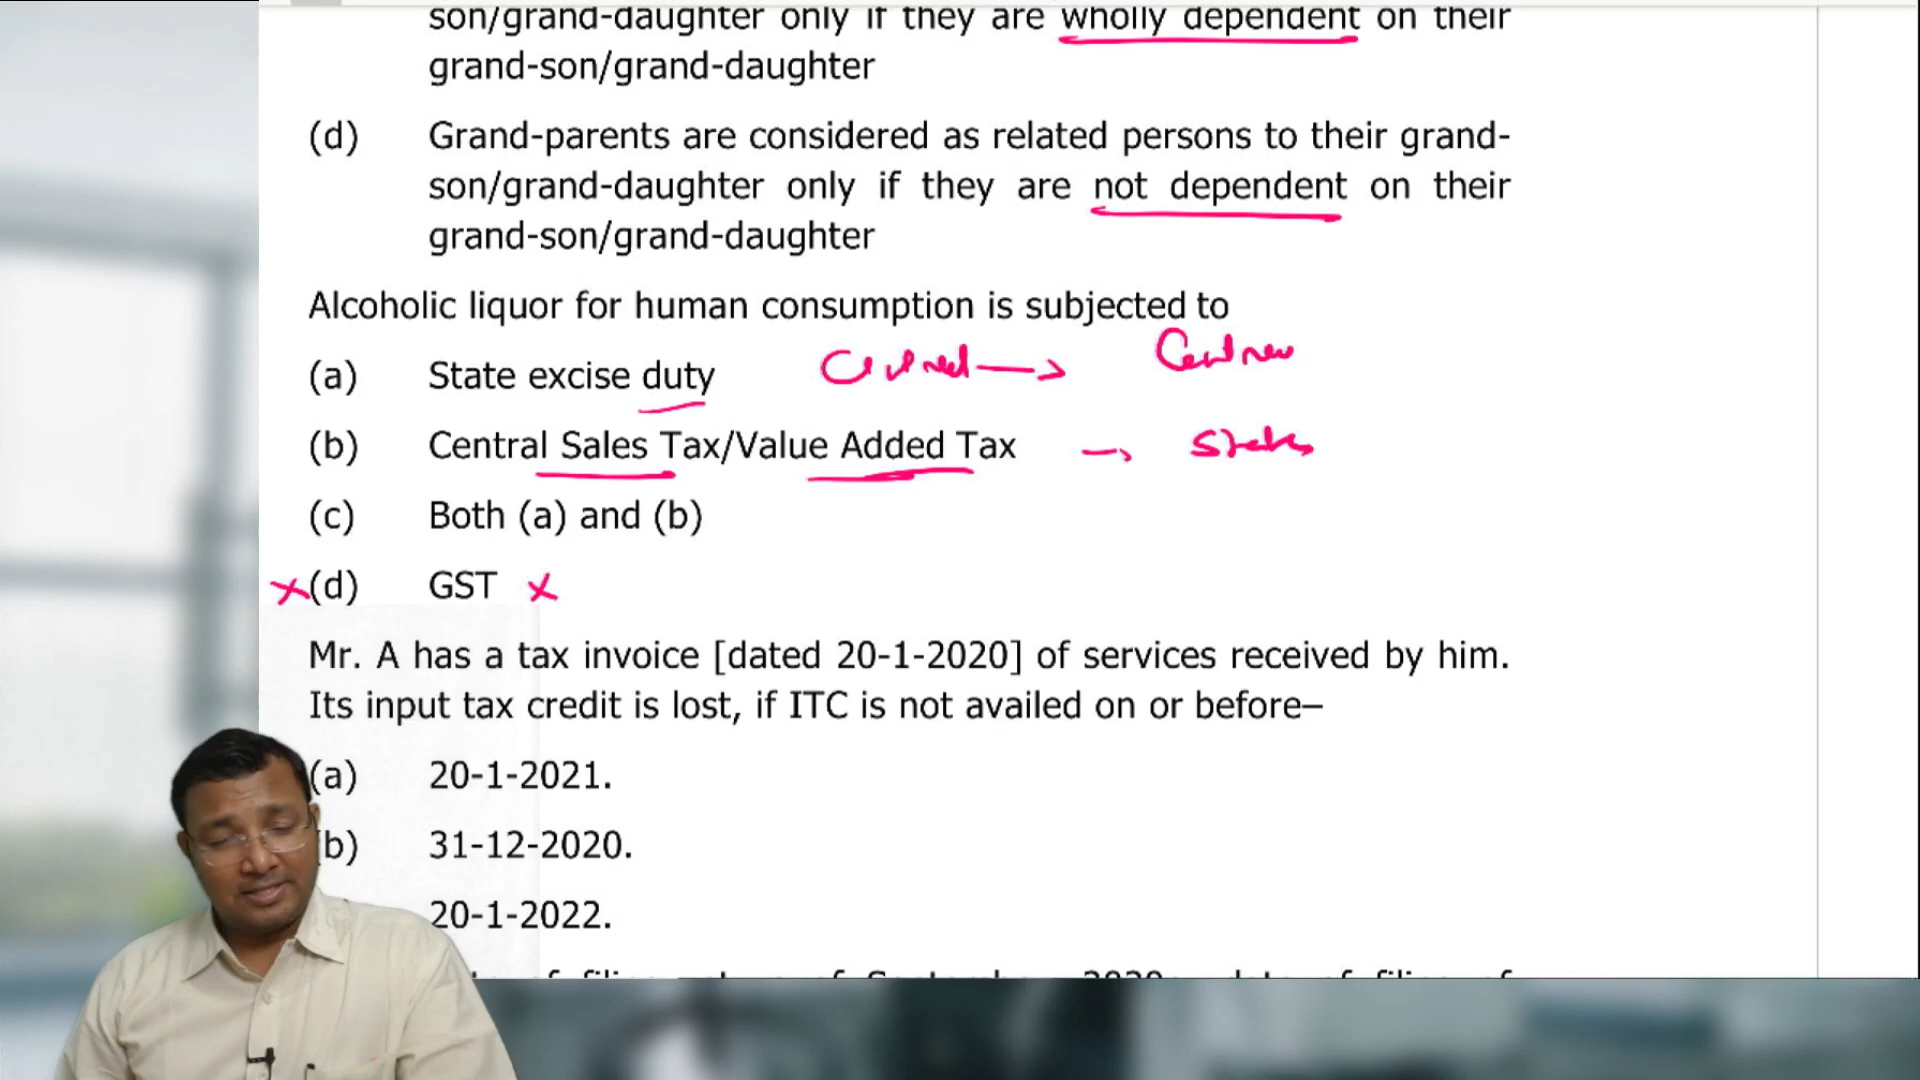 son/grand-daughter only if they are wholly dependent on their
grand-son/grand-daughter
(d) Grand-parents are considered as related persons to their grand-
son/grand-daughter only if they are not dependent on their
grand-son/grand-daughter
Alcoholic liquor for human consumption is subjected to
(a) State excise duty
(b) Central Sales Tax/Value Added Tax
(c) Both (a) and (b)
x (d) GST x
Mr. A has a tax invoice [dated 20-1-2020] of services received by him.
Its input tax credit is lost, if ITC is not availed on or before–
(a) 20-1-2021.
b) 31-12-2020.
20-1-2022.